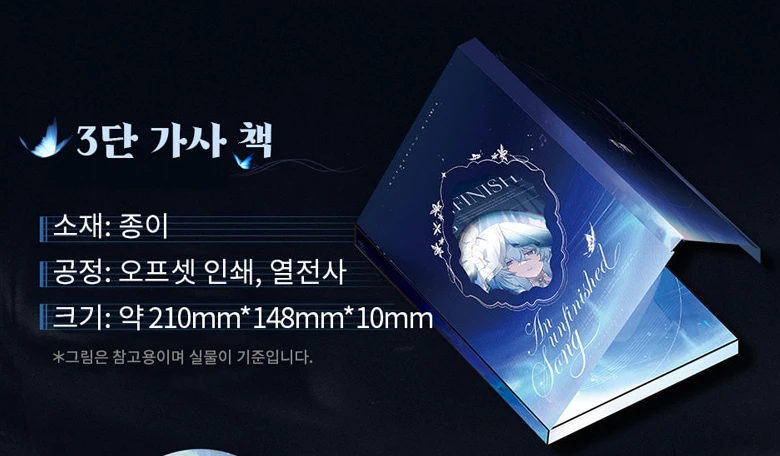 3단 가사 책
소재: 종이
공정: 오프셋 인쇄, 열전사
크기: 약 210mm*148mm*10mm
*그림은 참고용이며 실물이 기준입니다.
FINISH
An
unfinished
Song